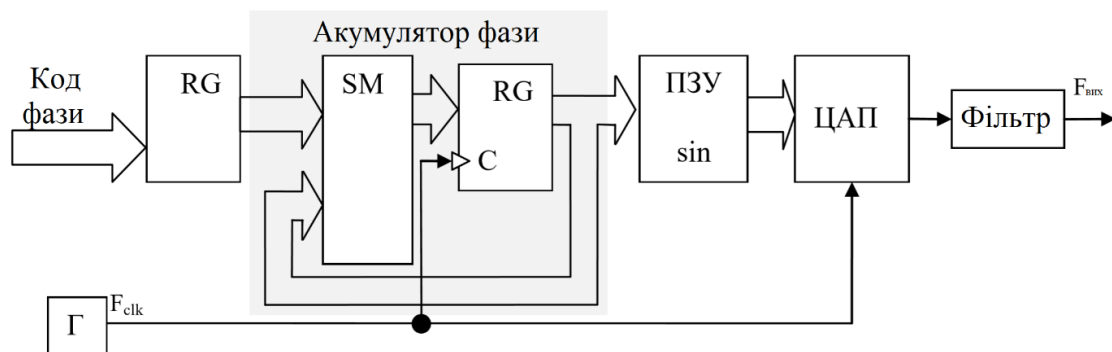 Акумулятор фази
Код
фази
RG
SM
RG
C
ПЗУ
sin
ЦАП
Фільтр
Fвих
Г
Fclk